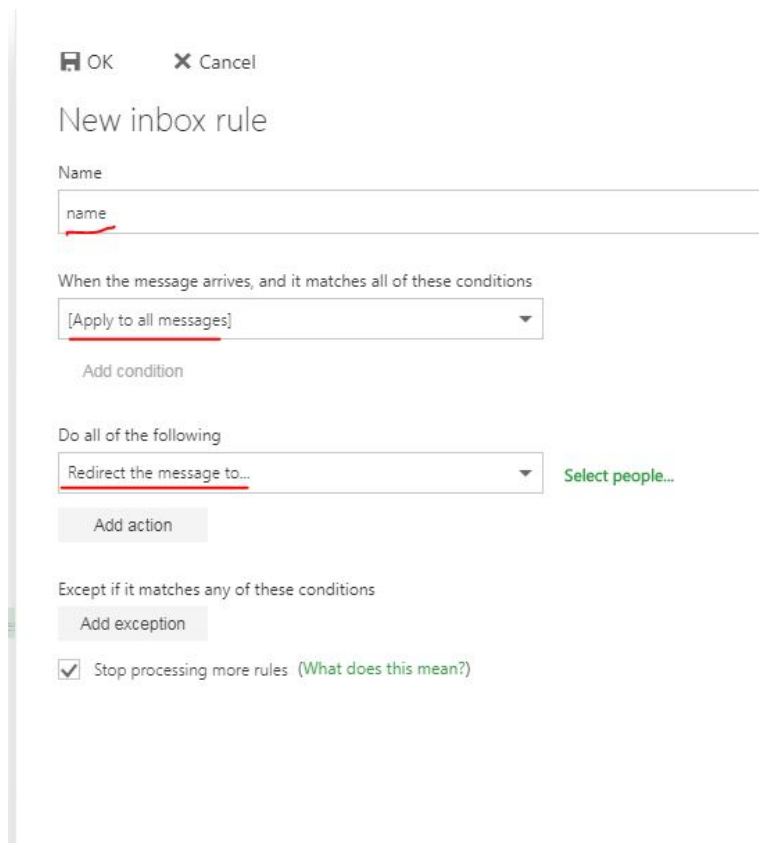 OK Cancel
New inbox rule
Name
name
When the message arrives, and it matches all of these conditions
[Apply to all messages]
Add condition
Do all of the following
Redirect the message to... Select people...
Add action
Except if it matches any of these conditions
Add exception
Stop processing more rules (What does this mean?)